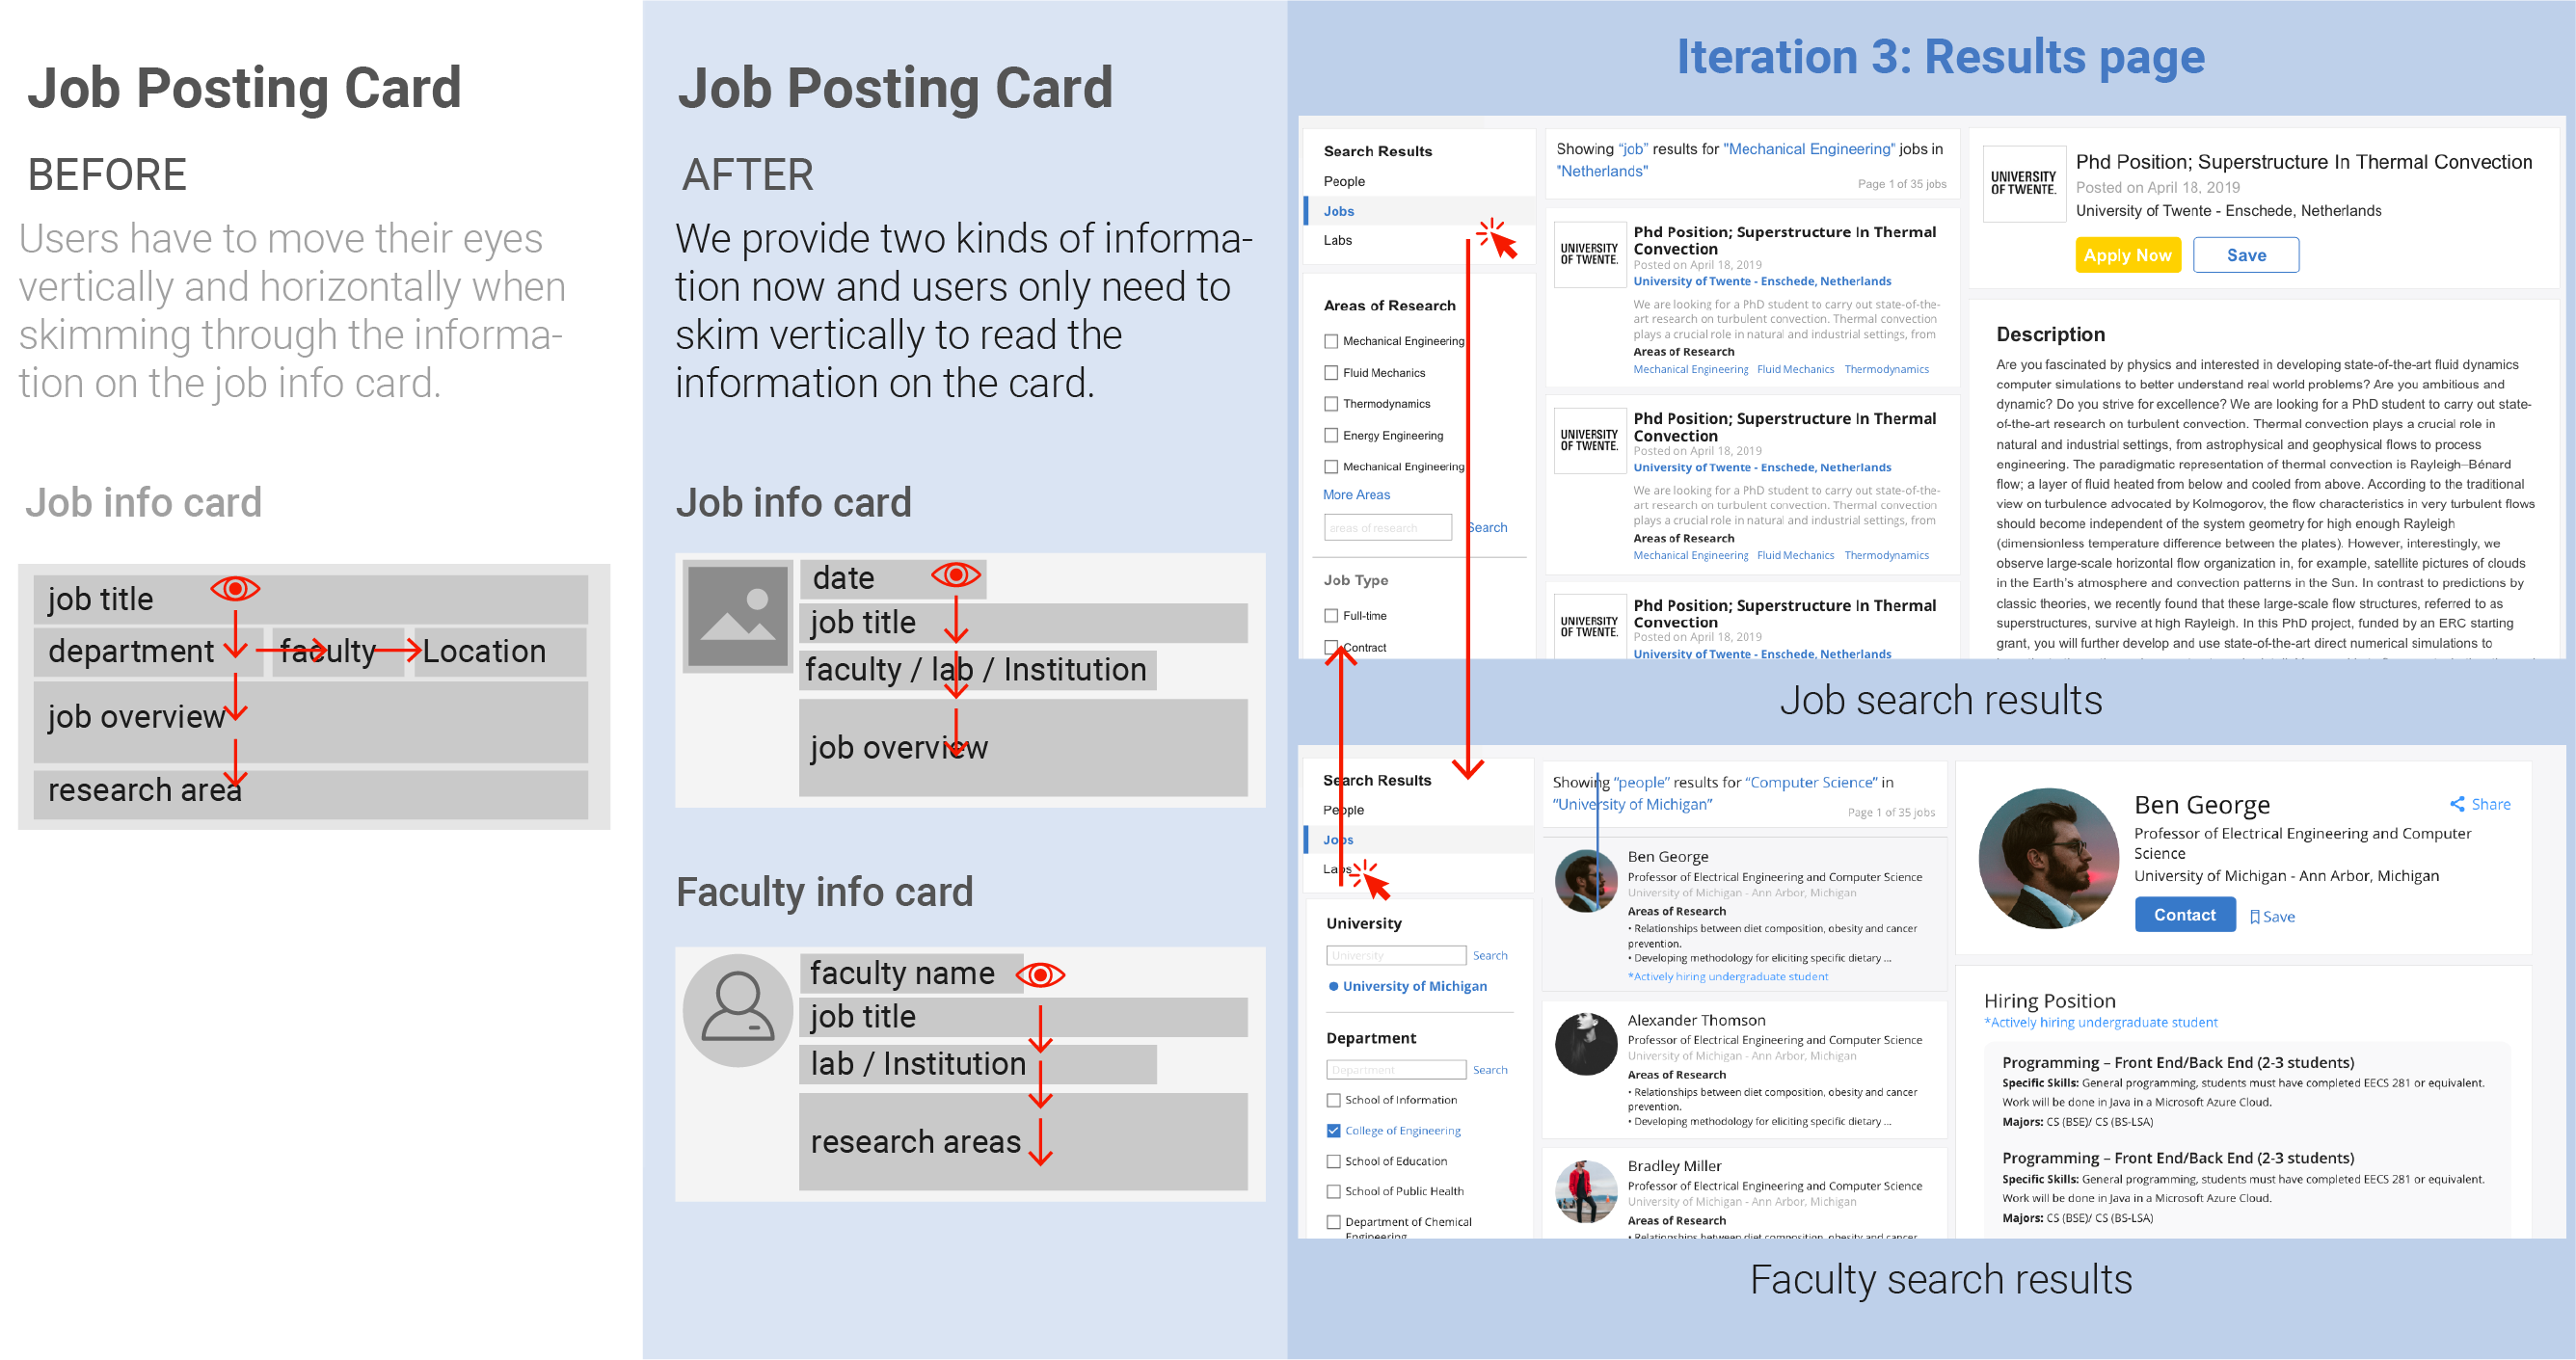 Job Posting Card
BEFORE
Users have to move their eyes
vertically and horizontally when
skimming through the informa-
tion on the job info card.
Job info card
job title
department faculty Location
job overview
research area
Job Posting Card
AFTER
We provide two kinds of informa-
tion now and users only need to
skim vertically to read the
information on the card.
Job info card
date
job title
faculty / lab / Institution
job overview
Faculty info card
faculty name
job title
lab / Institution
research areas
Iteration 3: Results page
Search Results
People
Jobs
Labs
Areas of Research
Mechanical Engineering
Fluid Mechanics
Thermodynamics
Energy Engineering
Mechanical Engineering
More Areas
areas of research Search
Job Type
Full-time
Contract
Showing “job” results for "Mechanical Engineering" jobs in
"Netherlands"
Page 1 of 35 jobs
UNIVERSITY
OF TWENTE.
Phd Position; Superstructure In Thermal
Convection
Posted on April 18, 2019
University of Twente - Enschede, Netherlands
We are looking for a PhD student to carry out state-of-the-
art research on turbulent convection. Thermal convection
plays a crucial role in natural and industrial settings, from
Areas of Research
Mechanical Engineering Fluid Mechanics Thermodynamics
UNIVERSITY
OF TWENTE.
Phd Position; Superstructure In Thermal
Convection
Posted on April 18, 2019
University of Twente - Enschede, Netherlands
We are looking for a PhD student to carry out state-of-the-
art research on turbulent convection. Thermal convection
plays a crucial role in natural and industrial settings, from
Areas of Research
Mechanical Engineering Fluid Mechanics Thermodynamics
UNIVERSITY
OF TWENTE.
Phd Position; Superstructure In Thermal
Convection
Posted on April 18, 2019
University of Twente - Enschede, Netherlands
UNIVERSITY
OF TWENTE.
Phd Position; Superstructure In Thermal Convection
Posted on April 18, 2019
University of Twente - Enschede, Netherlands
Apply Now Save
Description
Are you fascinated by physics and interested in developing state-of-the-art fluid dynamics
computer simulations to better understand real world problems? Are you ambitious and
dynamic? Do you strive for excellence? We are looking for a PhD student to carry out state-
of-the-art research on turbulent convection. Thermal convection plays a crucial role in
natural and industrial settings, from astrophysical and geophysical flows to process
engineering. The paradigmatic representation of thermal convection is Rayleigh–Bénard
flow; a layer of fluid heated from below and cooled from above. According to the traditional
view on turbulence advocated by Kolmogorov, the flow characteristics in very turbulent flows
should become independent of the system geometry for high enough Rayleigh
(dimensionless temperature difference between the plates). However, interestingly, we
observe large-scale horizontal flow organization in, for example, satellite pictures of clouds
in the Earth’s atmosphere and convection patterns in the Sun. In contrast to predictions by
classic theories, we recently found that these large-scale flow structures, referred to as
superstructures, survive at high Rayleigh. In this PhD project, funded by an ERC starting
grant, you will further develop and use state-of-the-art direct numerical simulations to
Job search results
Search Results
People
Jobs
Labs
University
University Search
University of Michigan
Department
Department Search
School of Information
College of Engineering
School of Education
School of Public Health
Department of Chemical
Engineering
Showing “people” results for “Computer Science” in
“University of Michigan”
Page 1 of 35 jobs
Ben George
Professor of Electrical Engineering and Computer Science
University of Michigan - Ann Arbor, Michigan
Areas of Research
• Relationships between diet composition, obesity and cancer
prevention.
• Developing methodology for eliciting specific dietary ...
*Actively hiring undergraduate student
Alexander Thomson
Professor of Electrical Engineering and Computer Science
University of Michigan - Ann Arbor, Michigan
Areas of Research
• Relationships between diet composition, obesity and cancer
prevention.
• Developing methodology for eliciting specific dietary ...
Bradley Miller
Professor of Electrical Engineering and Computer Science
University of Michigan - Ann Arbor, Michigan
Areas of Research
• Relationships between diet composition, obesity and cancer
Ben George
Share
Professor of Electrical Engineering and Computer
Science
University of Michigan - Ann Arbor, Michigan
Contact Save
Hiring Position
*Actively hiring undergraduate student
Programming – Front End/Back End (2-3 students)
Specific Skills: General programming, students must have completed EECS 281 or equivalent.
Work will be done in Java in a Microsoft Azure Cloud.
Majors: CS (BSE)/ CS (BS-LSA)
Programming – Front End/Back End (2-3 students)
Specific Skills: General programming, students must have completed EECS 281 or equivalent.
Work will be done in Java in a Microsoft Azure Cloud.
Majors: CS (BSE)/ CS (BS-LSA)
Faculty search results